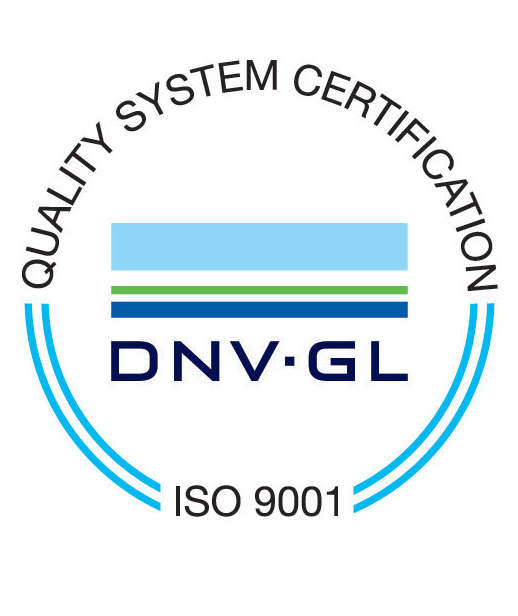 QUALITY SYSTEM CERTIFICATION
DNV·GL
ISO 9001